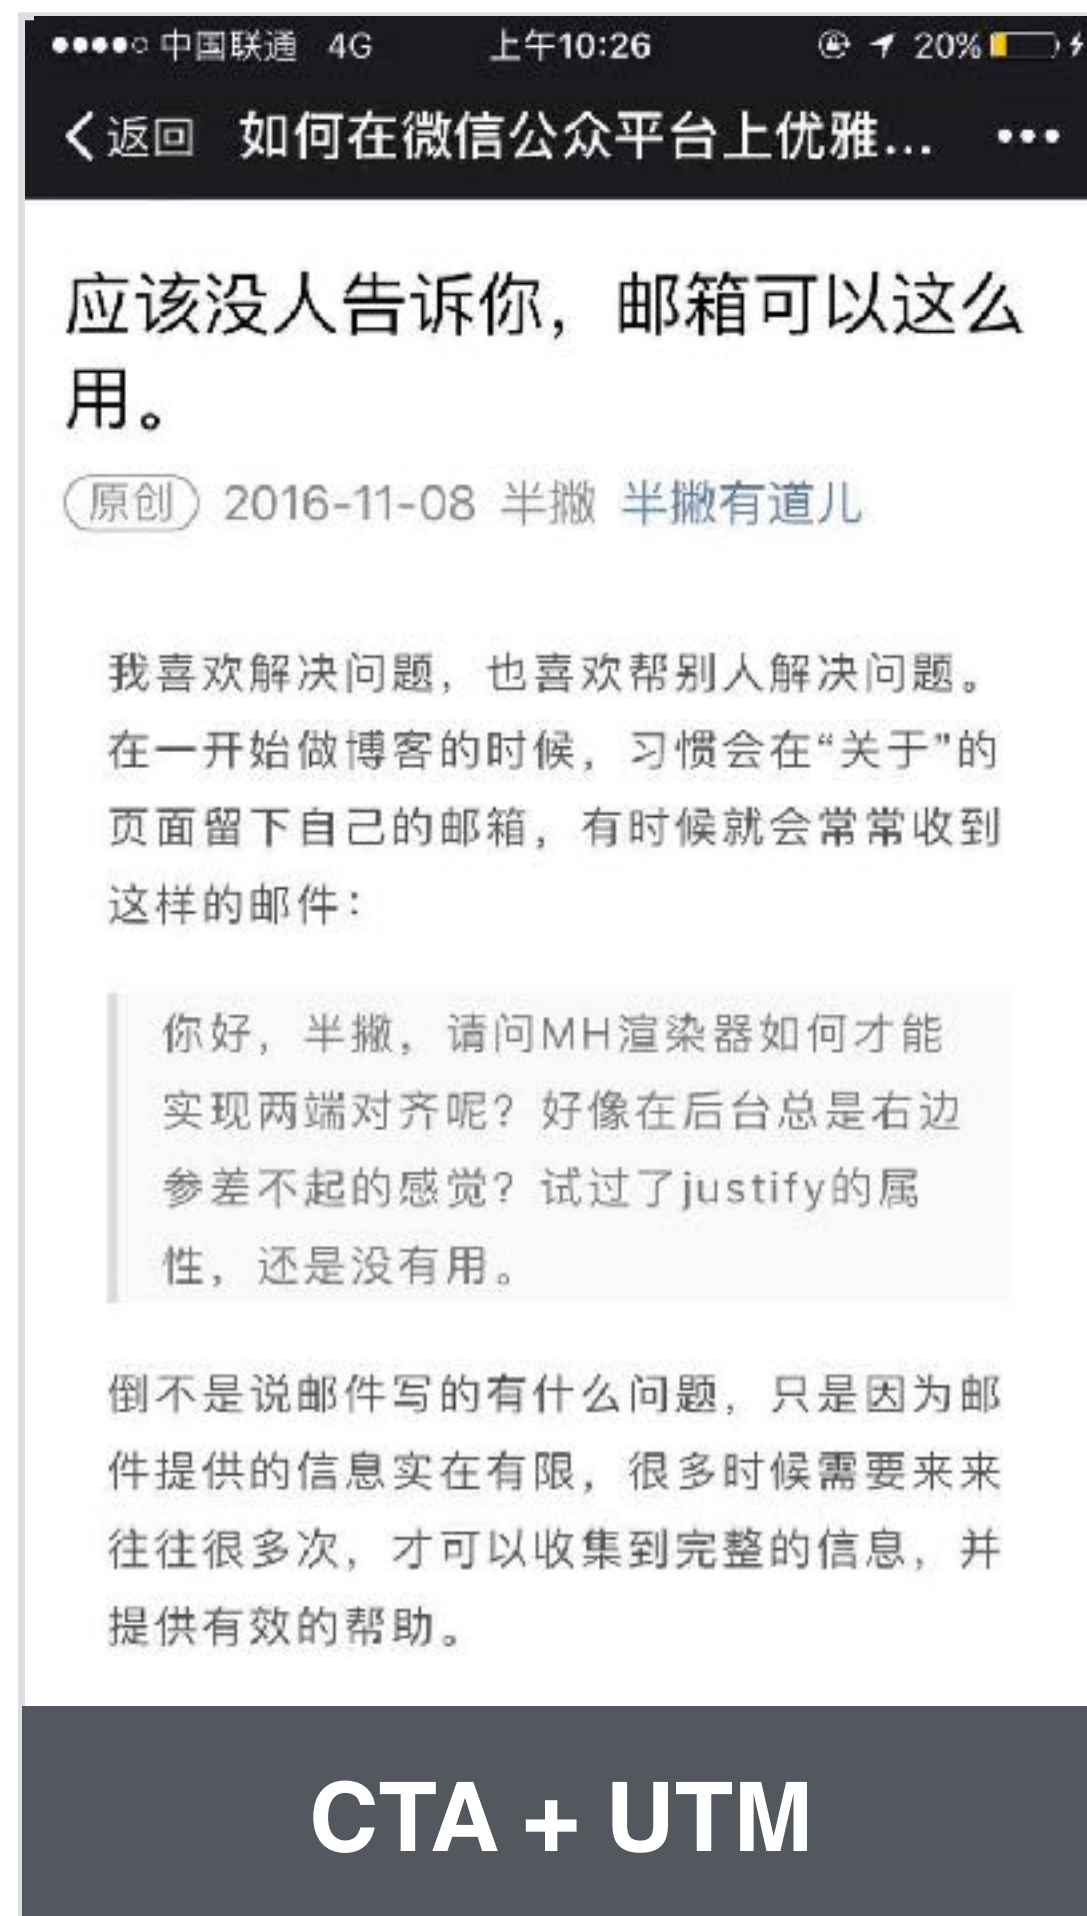 中国联通 4G 上午10:26 20%
返回 如何在微信公众平台上优雅...
应该没人告诉你，邮箱可以这么
用。
原创 2016-11-08 半撇 半撇有道儿
我喜欢解决问题，也喜欢帮别人解决问题。
在一开始做博客的时候，习惯会在“关于”的
页面留下自己的邮箱，有时候就会常常收到
这样的邮件：
你好，半撇，请问MH渲染器如何才能
实现两端对齐呢？好像在后台总是右边
参差不起的感觉？试过了justify的属
性，还是没有用。
倒不是说邮件写的有什么问题，只是因为邮
件提供的信息实在有限，很多时候需要来来
往往很多次，才可以收集到完整的信息，并
提供有效的帮助。
CTA + UTM